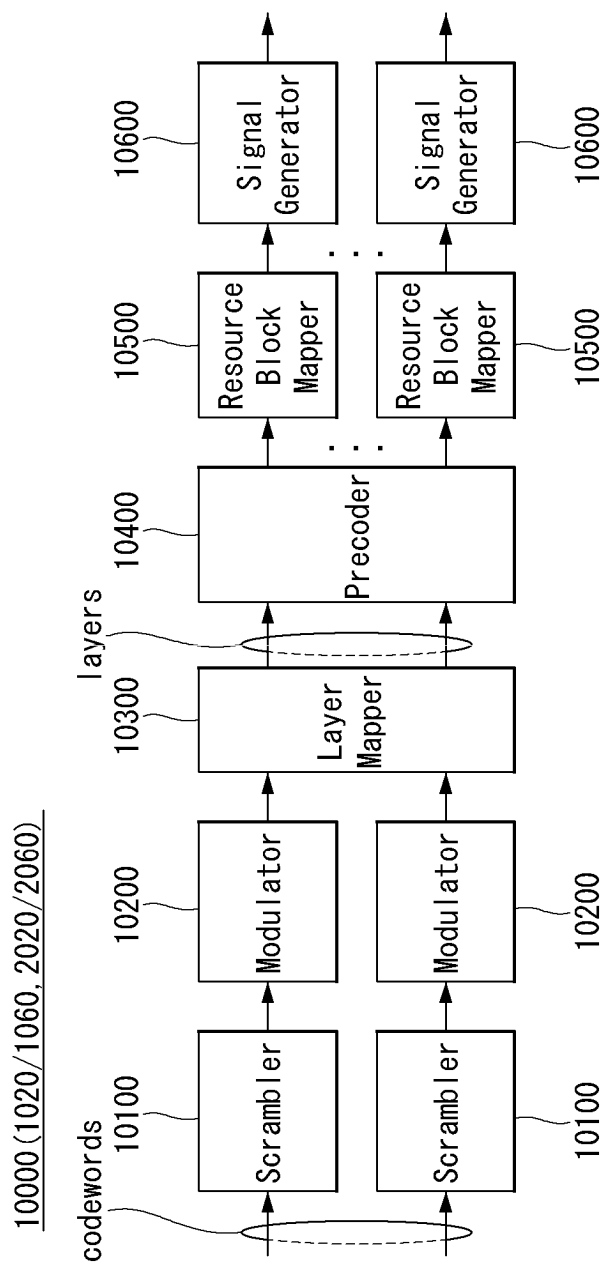 10000(1020/1060, 2020/2060)
codewords
layers
10100
10200
10300
10400
10500
10600
Scrambler
Modulator
Layer
Mapper
Precoder
Resource
Block
Mapper
Signal
Generator
. . .
. . .
Scrambler
Modulator
Resource
Block
Mapper
Signal
Generator
10100
10200
10500
10600